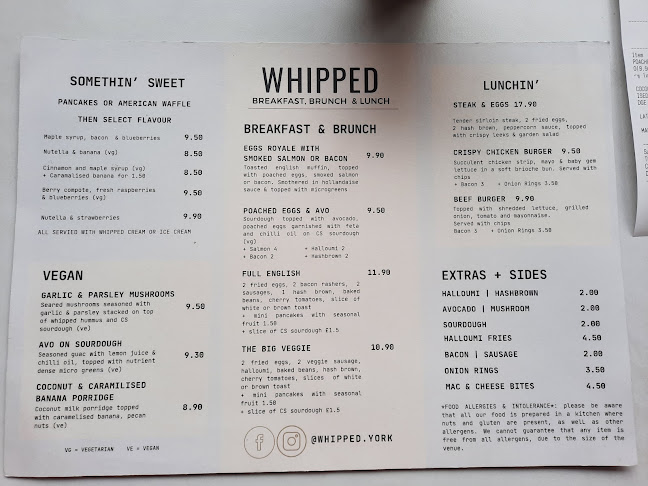 SOMETHIN' SWEET
PANCAKES OR AMERICAN WAFFLE
THEN SELECT FLAVOUR
Maple syrup, bacon & blueberries 9.50
Nutella & banana (vg) 8.50
Cinnamon and maple syrup (vg) 8.50
+ Caramelised banana for 1.50
Berry compote, fresh raspberries 9.50
& blueberries (vg)
Nutella & strawberries 9.90
ALL SERVED WITH WHIPPED CREAM OR ICE CREAM
VEGAN
GARLIC & PARSLEY MUSHROOMS
Seared mushrooms seasoned with 9.50
garlic & parsley stacked on top
of whipped hummus and CS
sourdough (ve)
AVO ON SOURDOUGH
Seasoned guac with lemon juice & 9.30
chilli oil, topped with nutrient
dense micro greens (ve)
COCONUT & CARAMILISED
BANANA PORRIDGE
Coconut milk porridge topped 8.90
with caramelised banana, pecan
nuts (ve)
VG = VEGETARIAN VE = VEGAN
WHIPPED
BREAKFAST, BRUNCH & LUNCH
BREAKFAST & BRUNCH
EGGS ROYALE WITH
SMOKED SALMON OR BACON 9.90
Toasted english muffin, topped
with poached eggs, smoked salmon
or bacon. Smothered in hollandaise
sauce & topped with microgreens
POACHED EGGS & AVO 9.50
Sourdough topped with avocado,
poached eggs garnished with feta
and chilli oil on CS sourdough
(vg)
+ Salmon 4 + Halloumi 2
+ Bacon 2 + Hashbrown 2
FULL ENGLISH 11.90
2 fried eggs, 2 bacon rashers, 2
sausages, 1 hash brown, baked
beans, cherry tomatoes, slice of
white or brown toast
+ mini pancakes with seasonal
fruit 1.50
+ slice of CS sourdough £1.5
THE BIG VEGGIE 10.90
2 fried eggs, 2 veggie sausage,
halloumi, baked beans, hash brown,
cherry tomatoes, slices of white
or brown toast
+ mini pancakes with seasonal
fruit 1.50
+ slice of CS sourdough £1.5
@WHIPPED.YORK
LUNCHIN'
STEAK & EGGS 17.90
Tender sirloin steak, 2 fried eggs,
2 hash brown, peppercorn sauce, topped
with crispy leeks & garden salad
CRISPY CHICKEN BURGER 9.50
Succulent chicken strip, mayo & baby gem
lettuce in a soft brioche bun. Served with
chips
+ Bacon 3 + Onion Rings 3.50
BEEF BURGER 9.90
Topped with shredded lettuce, grilled
onion, tomato and mayonnaise.
Served with chips
Bacon 3 + Onion Rings 3.50
EXTRAS + SIDES
HALLOUMI | HASHBROWN 2.00
AVOCADO | MUSHROOM 2.00
SOURDOUGH 2.00
HALLOUMI FRIES 4.50
BACON | SAUSAGE 2.00
ONION RINGS 3.50
MAC & CHEESE BITES 4.50
*FOOD ALLERGIES & INTOLERANCE*: please be aware
that all our food is prepared in a kitchen where
nuts and gluten are present, as well as other
allergens. We cannot guarantee that any item is
free from all allergens, due to the size of the
venue.